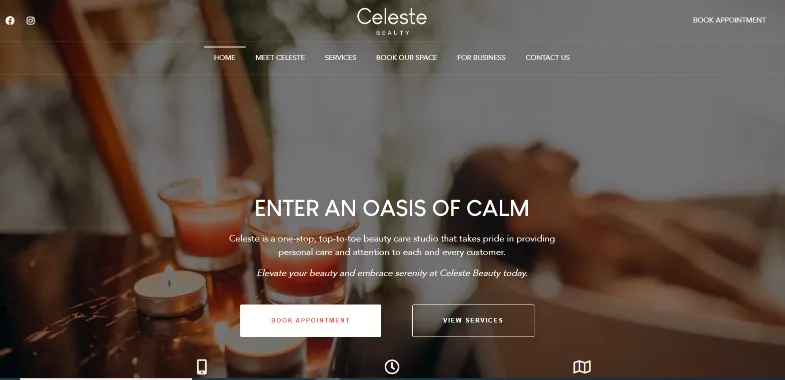 Celeste
BEAUTY
BOOK APPOINTMENT
HOME
MEET CELESTE
SERVICES
BOOK OUR SPACE
FOR BUSINESS
CONTACT US
ENTER AN OASIS OF CALM
Celeste is a one-stop, top-to-toe beauty care studio that takes pride in providing
personal care and attention to each and every customer.
Elevate your beauty and embrace serenity at Celeste Beauty today.
BOOK APPOINTMENT
VIEW SERVICES